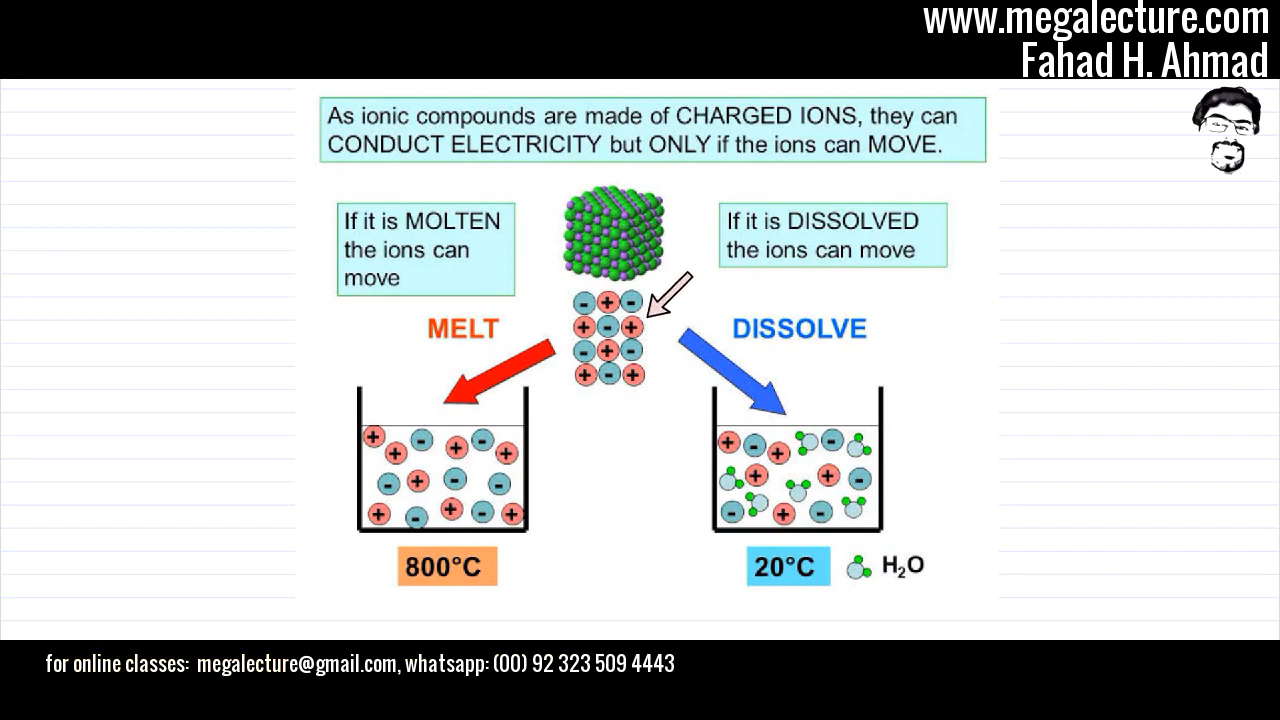 www.megalecture.com
Fahad H. Ahmad
As ionic compounds are made of CHARGED IONS, they can
CONDUCT ELECTRICITY but ONLY if the ions can MOVE.
If it is MOLTEN
the ions can
move
If it is DISSOLVED
the ions can move
- + -
+ - +
- + -
+ - +
MELT
DISSOLVE
800°C
20°C
H₂O
for online classes: megalecture@gmail.com, whatsapp: (00) 92 323 509 4443